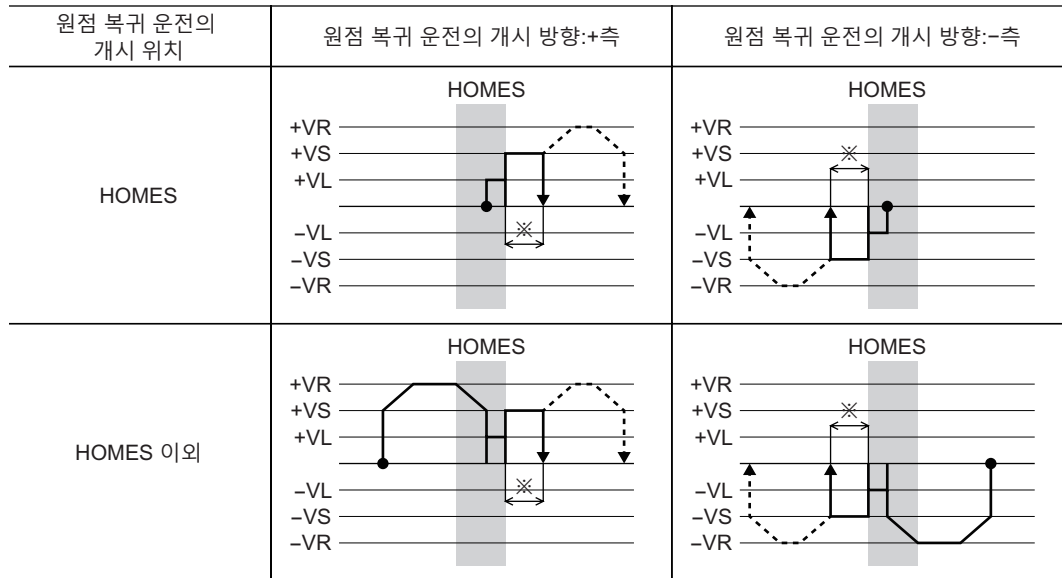 원점 복귀 운전의
개시 위치
원점 복귀 운전의 개시 방향:+측
원점 복귀 운전의 개시 방향:−측
HOMES
HOMES
+VR
+VS
+VL
※
−VL
−VS
−VR
HOMES
+VR
+VS
※
+VL
−VL
−VS
−VR
HOMES 이외
HOMES
+VR
+VS
+VL
※
−VL
−VS
−VR
HOMES
+VR
+VS
※
+VL
−VL
−VS
−VR